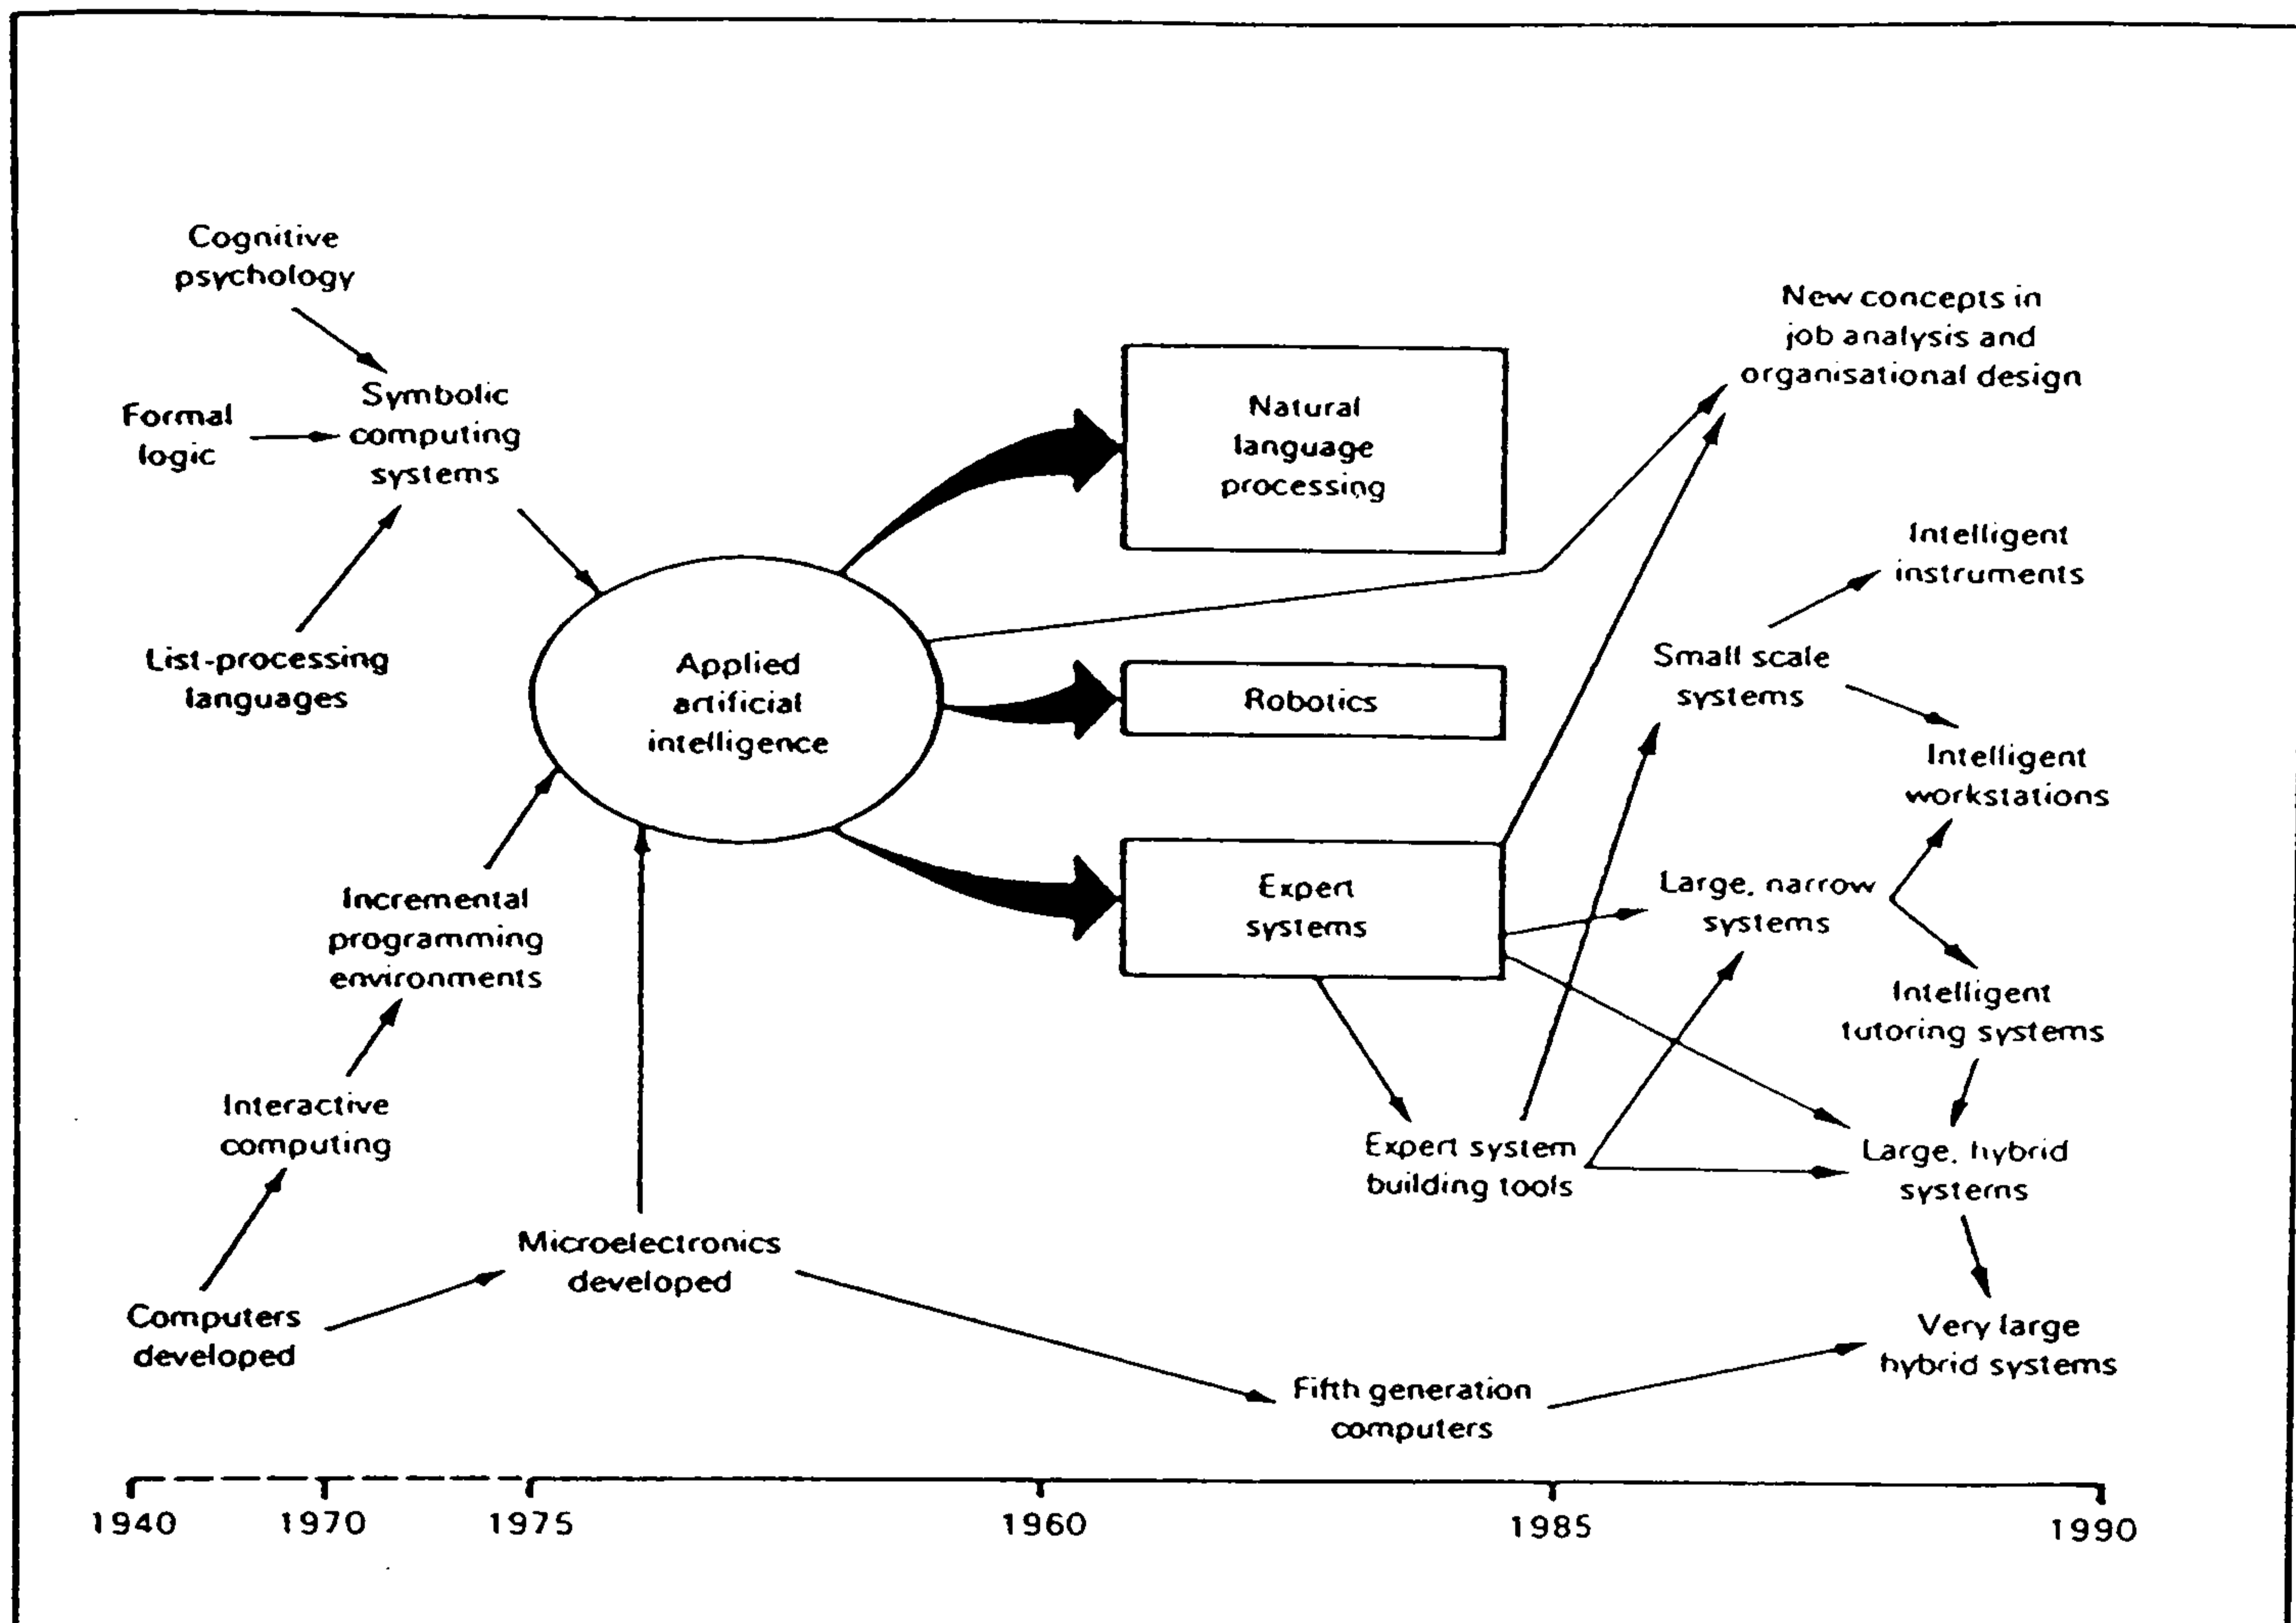 Cognitive
psychology
Formal
logic
Symbolic
computing
systems
List-processing
languages
Applied
artificial
intelligence
Incremental
programming
environments
Interactive
computing
Computers
developed
Microelectronics
developed
Natural
language
processing
Robotics
Expert
systems
Expert system
building tools
Fifth generation
computers
New concepts in
job analysis and
organisational design
Intelligent
instruments
Small scale
systems
Intelligent
workstations
Large, narrow
systems
Intelligent
tutoring systems
Large, hybrid
systems
Very large
hybrid systems
1940 1970 1975 1960 1985 1990